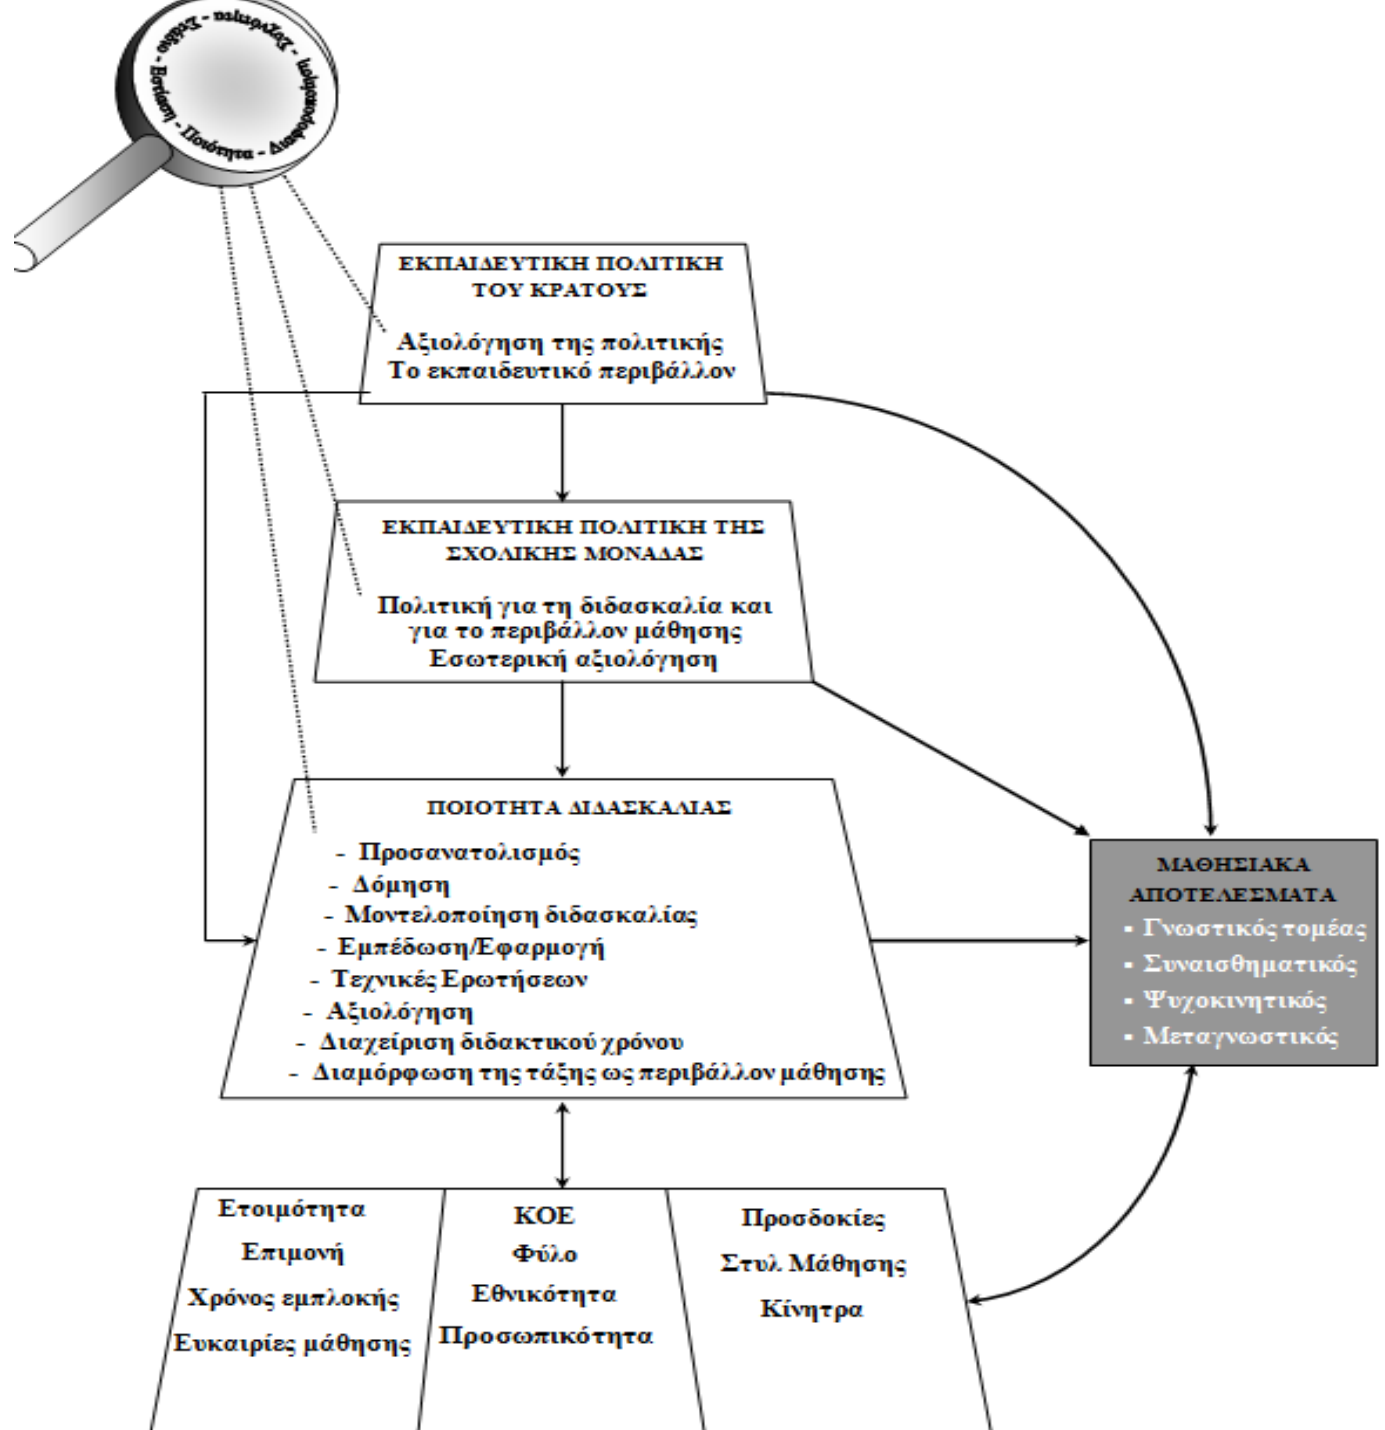 Συχνότητα - Στάδιο - Εστίαση - Ποιότητα - Διαφοροποίηση -
ΕΚΠΑΙΔΕΥΤΙΚΗ ΠΟΛΙΤΙΚΗ
ΤΟΥ ΚΡΑΤΟΥΣ
Αξιολόγηση της πολιτικής
Το εκπαιδευτικό περιβάλλον
ΕΚΠΑΙΔΕΥΤΙΚΗ ΠΟΛΙΤΙΚΗ ΤΗΣ
ΣΧΟΛΙΚΗΣ ΜΟΝΑΔΑΣ
Πολιτική για τη διδασκαλία και
για το περιβάλλον μάθησης
Εσωτερική αξιολόγηση
ΠΟΙΟΤΗΤΑ ΔΙΔΑΣΚΑΛΙΑΣ
- Προσανατολισμός
- Δόμηση
- Μοντελοποίηση διδασκαλίας
- Εμπέδωση/Εφαρμογή
- Τεχνικές Ερωτήσεων
- Αξιολόγηση
- Διαχείριση διδακτικού χρόνου
- Διαμόρφωση της τάξης ως περιβάλλον μάθησης
ΜΑΘΗΣΙΑΚΑ
ΑΠΟΤΕΛΕΣΜΑΤΑ
▪ Γνωστικός τομέας
▪ Συναισθηματικός
▪ Ψυχοκινητικός
▪ Μεταγνωστικός
Ετοιμότητα
Επιμονή
Χρόνος εμπλοκής
Ευκαιρίες μάθησης
ΚΟΕ
Φύλο
Εθνικότητα
Προσωπικότητα
Προσδοκίες
Στυλ Μάθησης
Κίνητρα